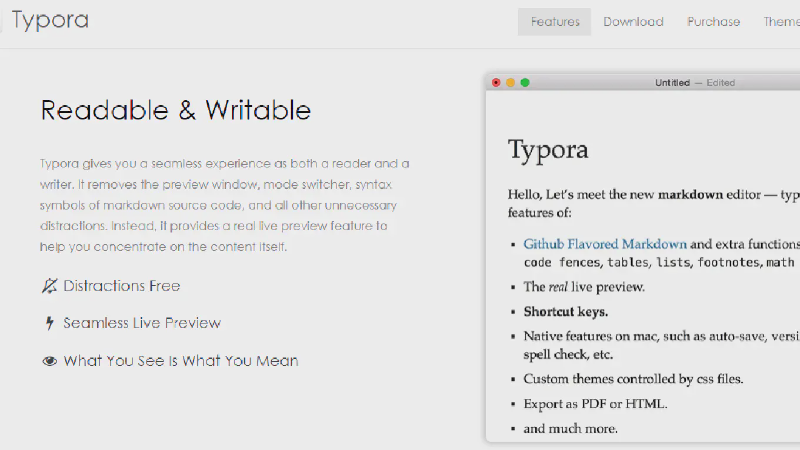 Typora
Features Download Purchase
Readable & Writable
Typora gives you a seamless experience as both a reader and a
writer. It removes the preview window, mode switcher, syntax
symbols of markdown source code, and all other unnecessary
distractions. Instead, it provides a real live preview feature to
help you concentrate on the content itself.
Distractions Free
Seamless Live Preview
What You See Is What You Mean
Untitled — Edited
Typora
Hello, Let's meet the new markdown editor —
features of:
▪ Github Flavored Markdown and extra functions
code fences, tables, lists, footnotes, math
▪ The real live preview.
▪ Shortcut keys.
▪ Native features on mac, such as auto-save,
spell check, etc.
▪ Custom themes controlled by css files.
▪ Export as PDF or HTML.
▪ and much more.